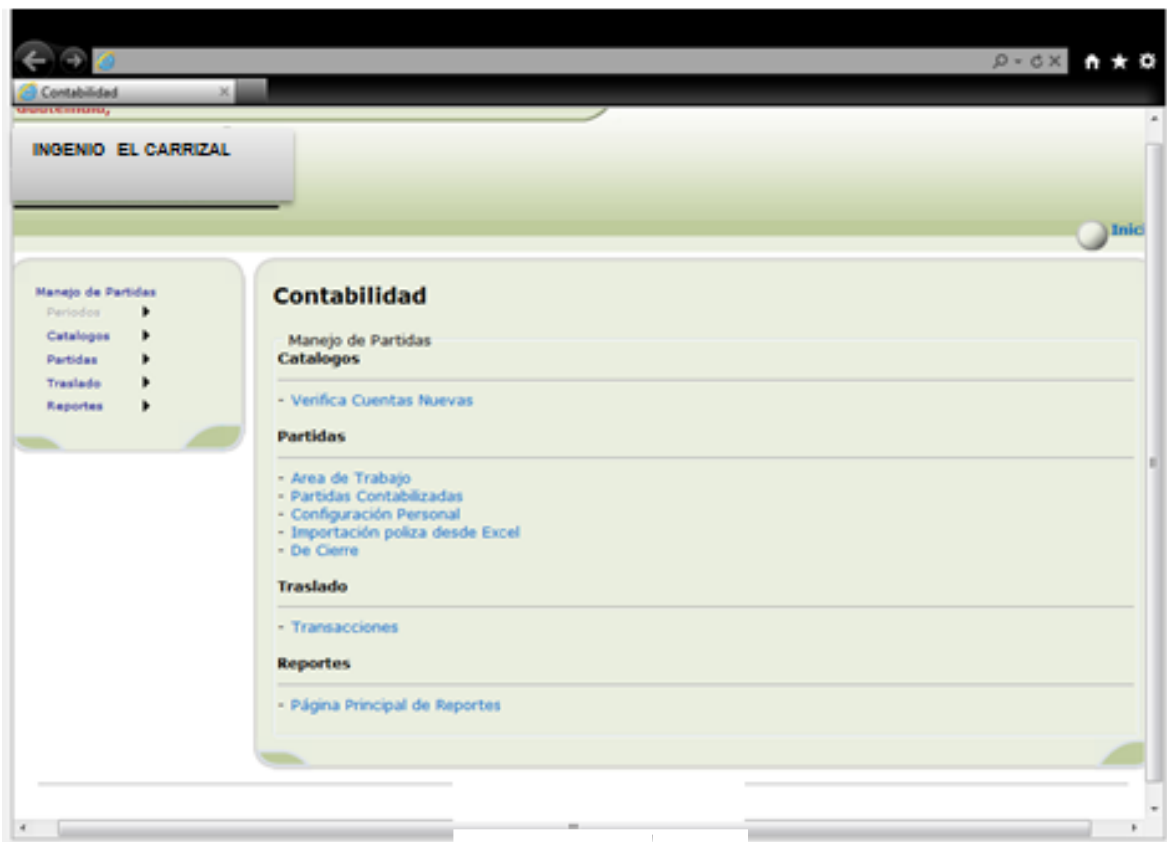 Contabilidad
Guatemala,
INGENIO EL CARRIZAL
Inici
Manejo de Partidas
Periodos
Catalogos
Partidas
Traslado
Reportes
Contabilidad
Manejo de Partidas
Catalogos
- Verifica Cuentas Nuevas
Partidas
- Area de Trabajo
- Partidas Contabilizadas
- Configuración Personal
- Importación poliza desde Excel
- De Cierre
Traslado
- Transacciones
Reportes
- Página Principal de Reportes